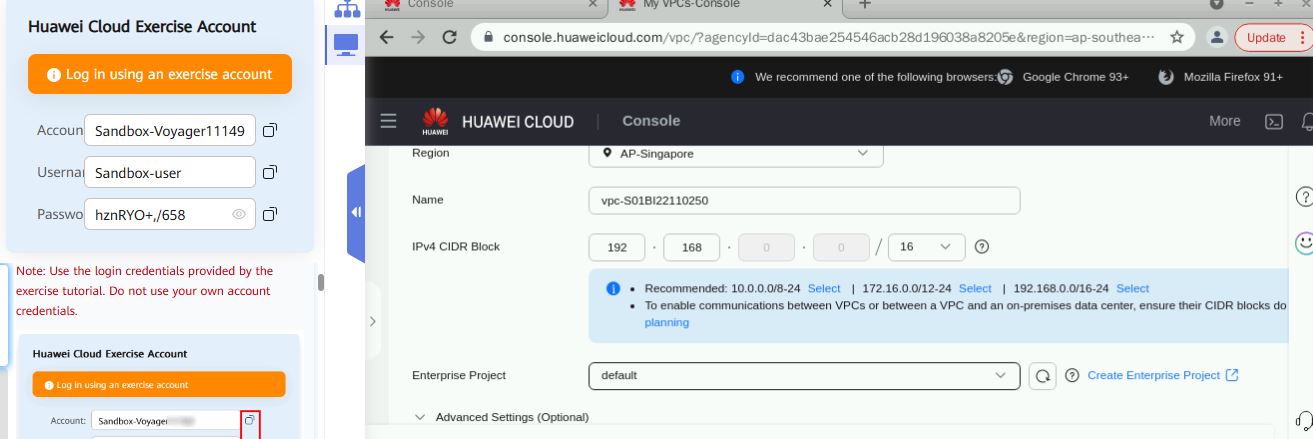 Huawei Cloud Exercise Account
Log in using an exercise account
Accoun Sandbox-Voyager11149
Userna Sandbox-user
Passwo hznRYO+,/658
Note: Use the login credentials provided by the
exercise tutorial. Do not use your own account
credentials.
Huawei Cloud Exercise Account
Log in using an exercise account
Account: Sandbox-Voyager
Console × My VPCs-Console × +
console.huaweicloud.com/vpc/?agencyId=dac43bae254546acb28d196038a8205e&region=ap-southea··· Update
We recommend one of the following browsers: Google Chrome 93+ Mozilla Firefox 91+
HUAWEI HUAWEI CLOUD | Console More
Region AP-Singapore
Name vpc-S01BI22110250
IPv4 CIDR Block 192 · 168 · 0 · 0 / 16
• Recommended: 10.0.0.0/8-24 Select | 172.16.0.0/12-24 Select | 192.168.0.0/16-24 Select
• To enable communications between VPCs or between a VPC and an on-premises data center, ensure their CIDR blocks do
planning
Enterprise Project default Create Enterprise Project
Advanced Settings (Optional)